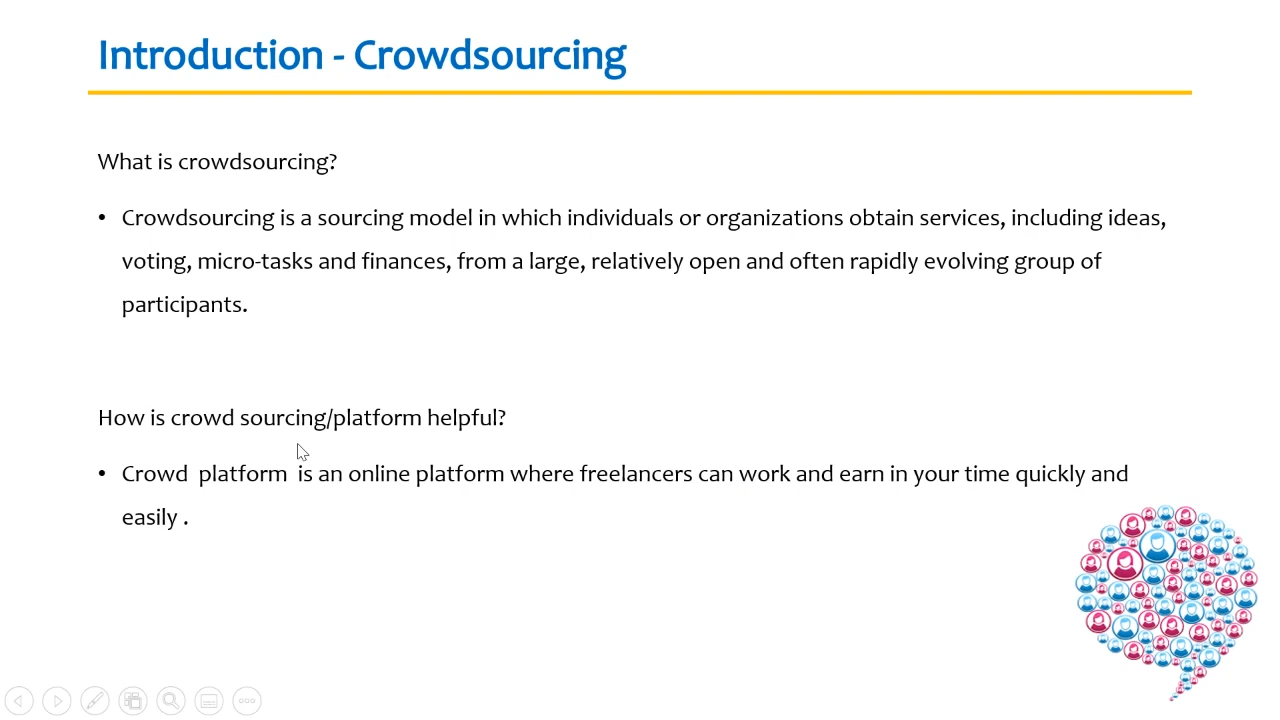 Introduction - Crowdsourcing
What is crowdsourcing?
• Crowdsourcing is a sourcing model in which individuals or organizations obtain services, including ideas,
voting, micro-tasks and finances, from a large, relatively open and often rapidly evolving group of
participants.
How is crowd sourcing/platform helpful?
• Crowd  platform  is an online platform where freelancers can work and earn in your time quickly and
easily .